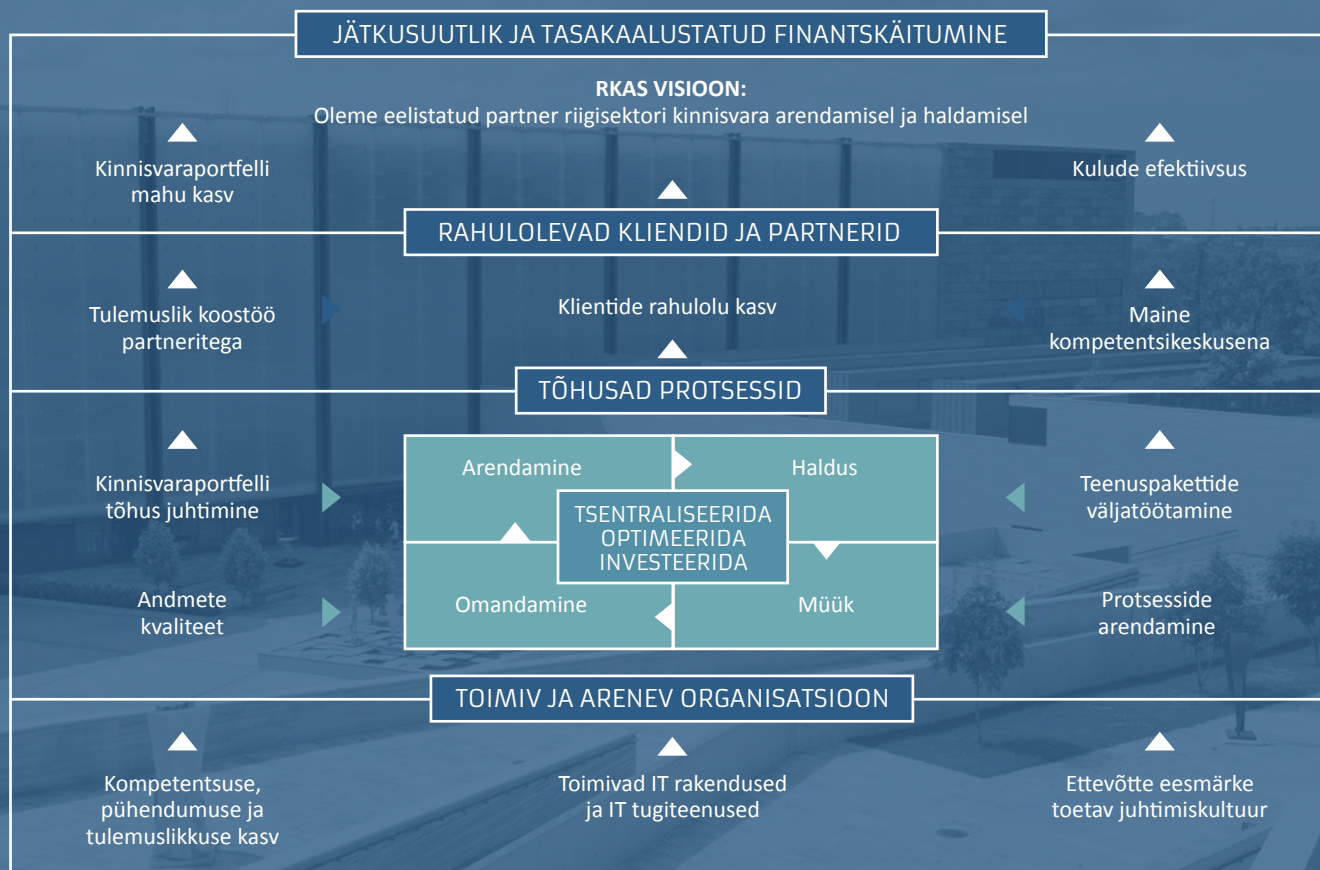 JÄTKUSUUTLIK JA TASAKAALUSTATUD FINANTSKÄITUMINE
RKAS VISIOON:
Oleme eelistatud partner riigisektori kinnisvara arendamisel ja haldamisel
Kinnisvaraportfelli
mahu kasv
Kulude efektiivsus
RAHULOLEVAD KLIENDID JA PARTNERID
Tulemuslik koostöö
partneritega
Klientide rahulolu kasv
Maine
kompetentsikeskusena
TÕHUSAD PROTSESSID
Kinnisvaraportfelli
tõhus juhtimine
Andmete
kvaliteet
Arendamine
Haldus
TSENTRALISEERIDA
OPTIMEERIDA
INVESTEERIDA
Omandamine
Müük
Teenuspakettide
väljatöötamine
Protsesside
arendamine
TOIMIV JA ARENEV ORGANISATSIOON
Kompetentsuse,
pühendumuse ja
tulemuslikkuse kasv
Toimivad IT rakendused
ja IT tugiteenused
Ettevõtte eesmärke
toetav juhtimiskultuur